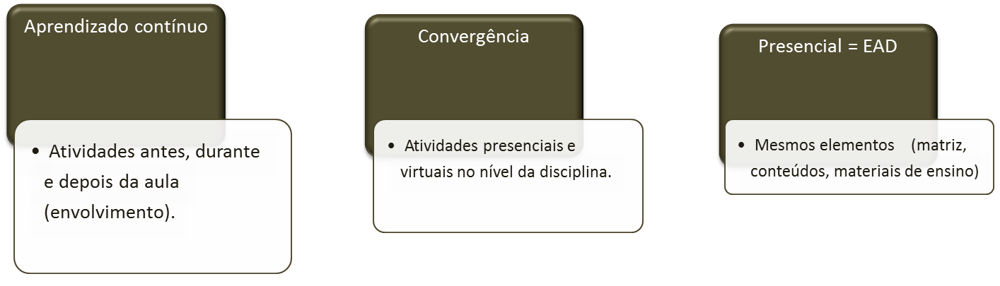 Aprendizado contínuo
• Atividades antes, durante
e depois da aula
(envolvimento).
Convergência
• Atividades presenciais e
virtuais no nível da disciplina.
Presencial = EAD
• Mesmos elementos (matriz,
conteúdos, materiais de ensino)